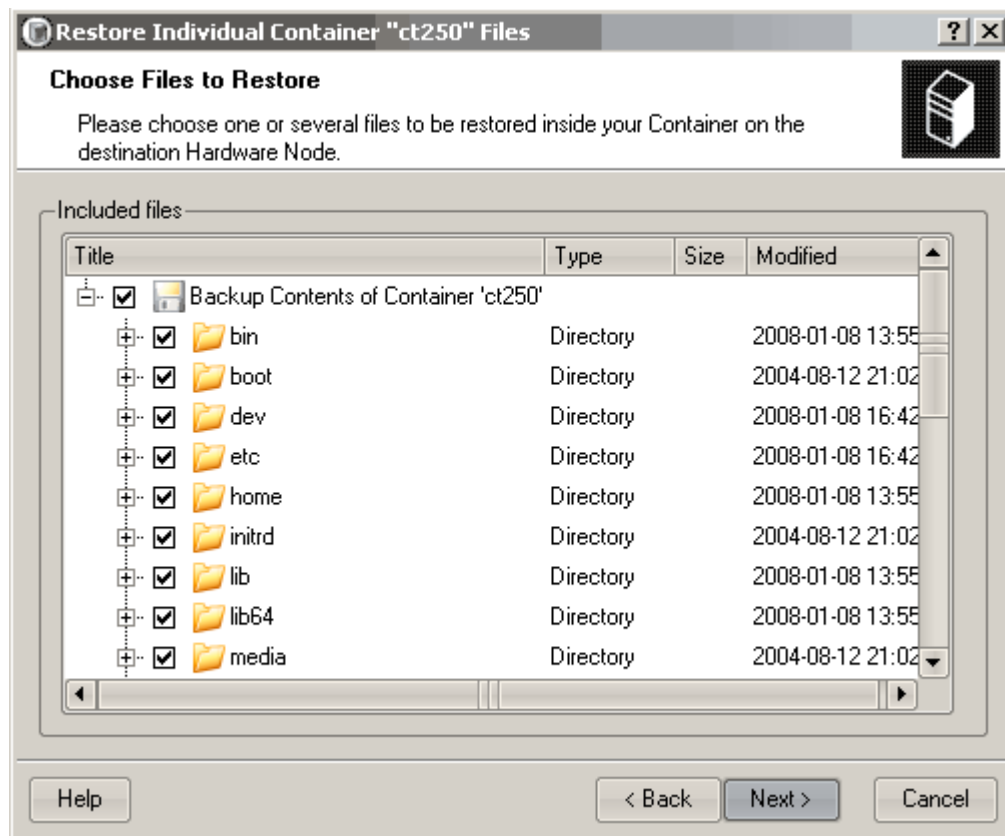 Restore Individual Container "ct250" Files
Choose Files to Restore
Please choose one or several files to be restored inside your Container on the
destination Hardware Node.
Included files
Title Type Size Modified
Backup Contents of Container 'ct250'
bin Directory 2008-01-08 13:55
boot Directory 2004-08-12 21:02
dev Directory 2008-01-08 16:42
etc Directory 2008-01-08 16:42
home Directory 2008-01-08 13:55
initrd Directory 2004-08-12 21:02
lib Directory 2008-01-08 13:55
lib64 Directory 2008-01-08 13:55
media Directory 2004-08-12 21:02
Help < Back Next > Cancel